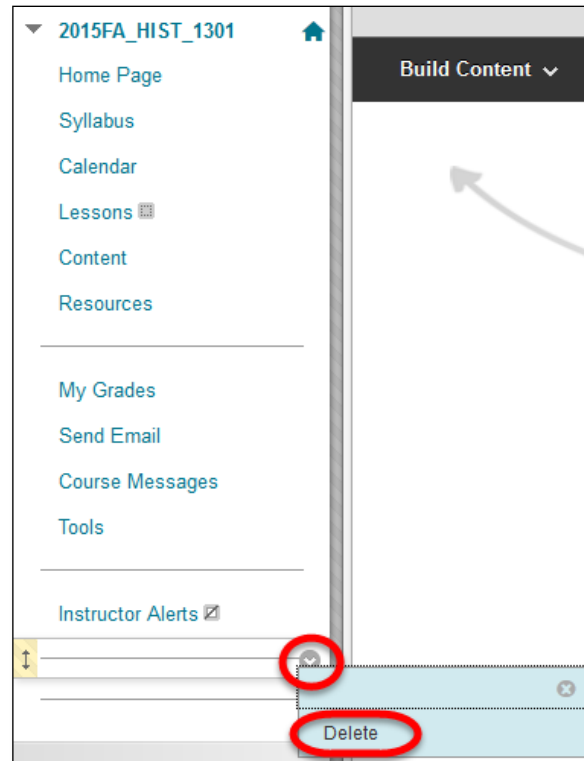 2015FA_HIST_1301
Home Page
Syllabus
Calendar
Lessons
Content
Resources
My Grades
Send Email
Course Messages
Tools
Instructor Alerts
Build Content
Delete